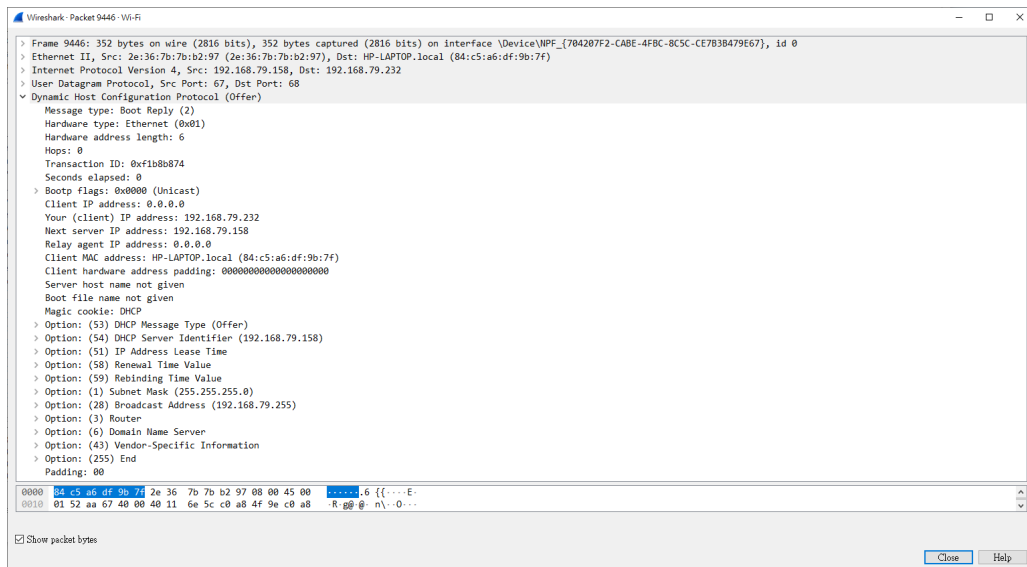 Wireshark · Packet 9446 · Wi-Fi
Frame 9446: 352 bytes on wire (2816 bits), 352 bytes captured (2816 bits) on interface \Device\NPF_{704207F2-CABE-4FBC-8C5C-CE7B3B479E67}, id 0
Ethernet II, Src: 2e:36:7b:7b:b2:97 (2e:36:7b:7b:b2:97), Dst: HP-LAPTOP.local (84:c5:a6:df:9b:7f)
Internet Protocol Version 4, Src: 192.168.79.158, Dst: 192.168.79.232
User Datagram Protocol, Src Port: 67, Dst Port: 68
Dynamic Host Configuration Protocol (Offer)
Message type: Boot Reply (2)
Hardware type: Ethernet (0x01)
Hardware address length: 6
Hops: 0
Transaction ID: 0xf1b8b874
Seconds elapsed: 0
Bootp flags: 0x0000 (Unicast)
Client IP address: 0.0.0.0
Your (client) IP address: 192.168.79.232
Next server IP address: 192.168.79.158
Relay agent IP address: 0.0.0.0
Client MAC address: HP-LAPTOP.local (84:c5:a6:df:9b:7f)
Client hardware address padding: 00000000000000000000
Server host name not given
Boot file name not given
Magic cookie: DHCP
Option: (53) DHCP Message Type (Offer)
Option: (54) DHCP Server Identifier (192.168.79.158)
Option: (51) IP Address Lease Time
Option: (58) Renewal Time Value
Option: (59) Rebinding Time Value
Option: (1) Subnet Mask (255.255.255.0)
Option: (28) Broadcast Address (192.168.79.255)
Option: (3) Router
Option: (6) Domain Name Server
Option: (43) Vendor-Specific Information
Option: (255) End
Padding: 00
0000 84 c5 a6 df 9b 7f 2e 36 7b 7b b2 97 08 00 45 00 ·······.6 {{····E·
0010 01 52 aa 67 40 00 40 11 6e 5c c0 a8 4f 9e c0 a8 ·R·g@·@· n\··O···
Show packet bytes
Close Help